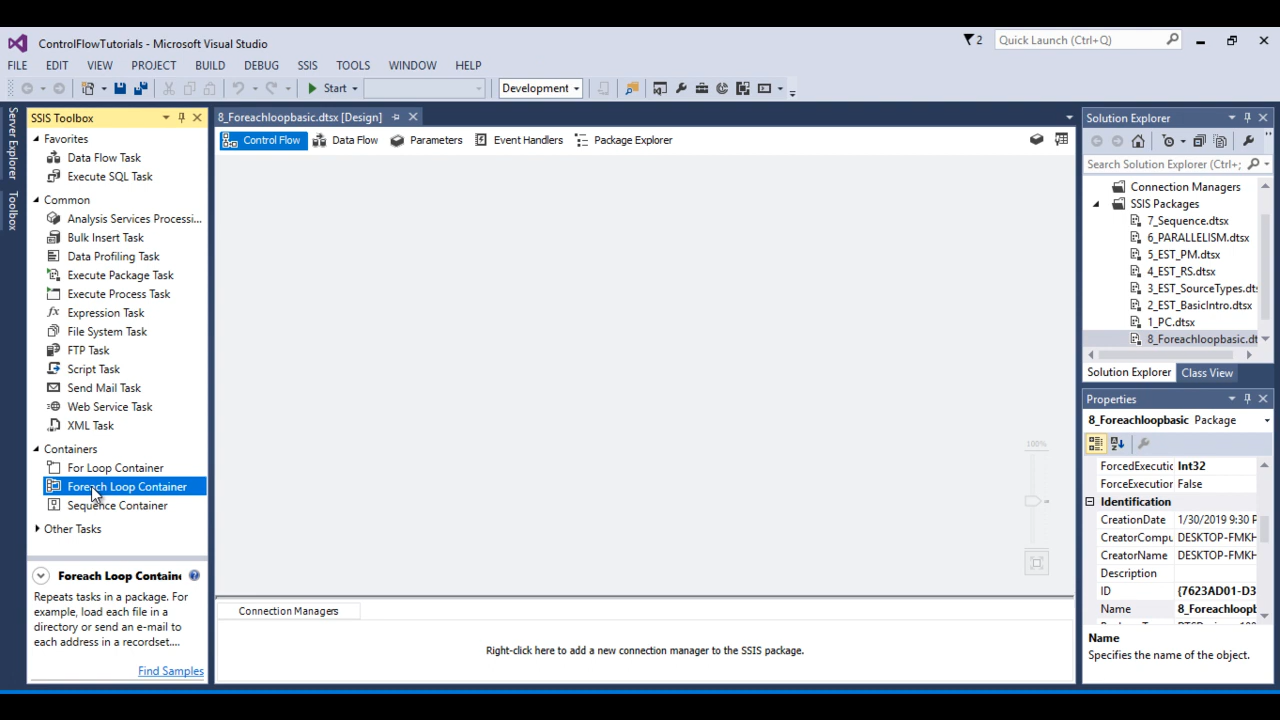 ControlFlowTutorials - Microsoft Visual Studio
2
Quick Launch (Ctrl+Q)
FILE EDIT VIEW PROJECT BUILD DEBUG SSIS TOOLS WINDOW HELP
Start
Development
Server Explorer
Toolbox
SSIS Toolbox
Favorites
Data Flow Task
Execute SQL Task
Common
Analysis Services Processi...
Bulk Insert Task
Data Profiling Task
Execute Package Task
Execute Process Task
Expression Task
File System Task
FTP Task
Script Task
Send Mail Task
Web Service Task
XML Task
Containers
For Loop Container
Foreach Loop Container
Sequence Container
Other Tasks
Foreach Loop Containe
Repeats tasks in a package. For
example, load each file in a
directory or send an e-mail to
each address in a recordset....
Find Samples
8_Foreachloopbasic.dtsx [Design]
Control Flow Data Flow Parameters Event Handlers Package Explorer
100%
Connection Managers
Right-click here to add a new connection manager to the SSIS package.
Solution Explorer
Search Solution Explorer (Ctrl+;
Connection Managers
SSIS Packages
7_Sequence.dtsx
6_PARALLELISM.dtsx
5_EST_PM.dtsx
4_EST_RS.dtsx
3_EST_SourceTypes.dts
2_EST_BasicIntro.dtsx
1_PC.dtsx
8_Foreachloopbasic.dt
Solution Explorer Class View
Properties
8_Foreachloopbasic Package
ForcedExecutic Int32
ForceExecution False
Identification
CreationDate 1/30/2019 9:30 P
CreatorCompu DESKTOP-FMKH
CreatorName DESKTOP-FMKH
Description
ID {7623AD01-D3
Name 8_Foreachloopb
Name
Specifies the name of the object.